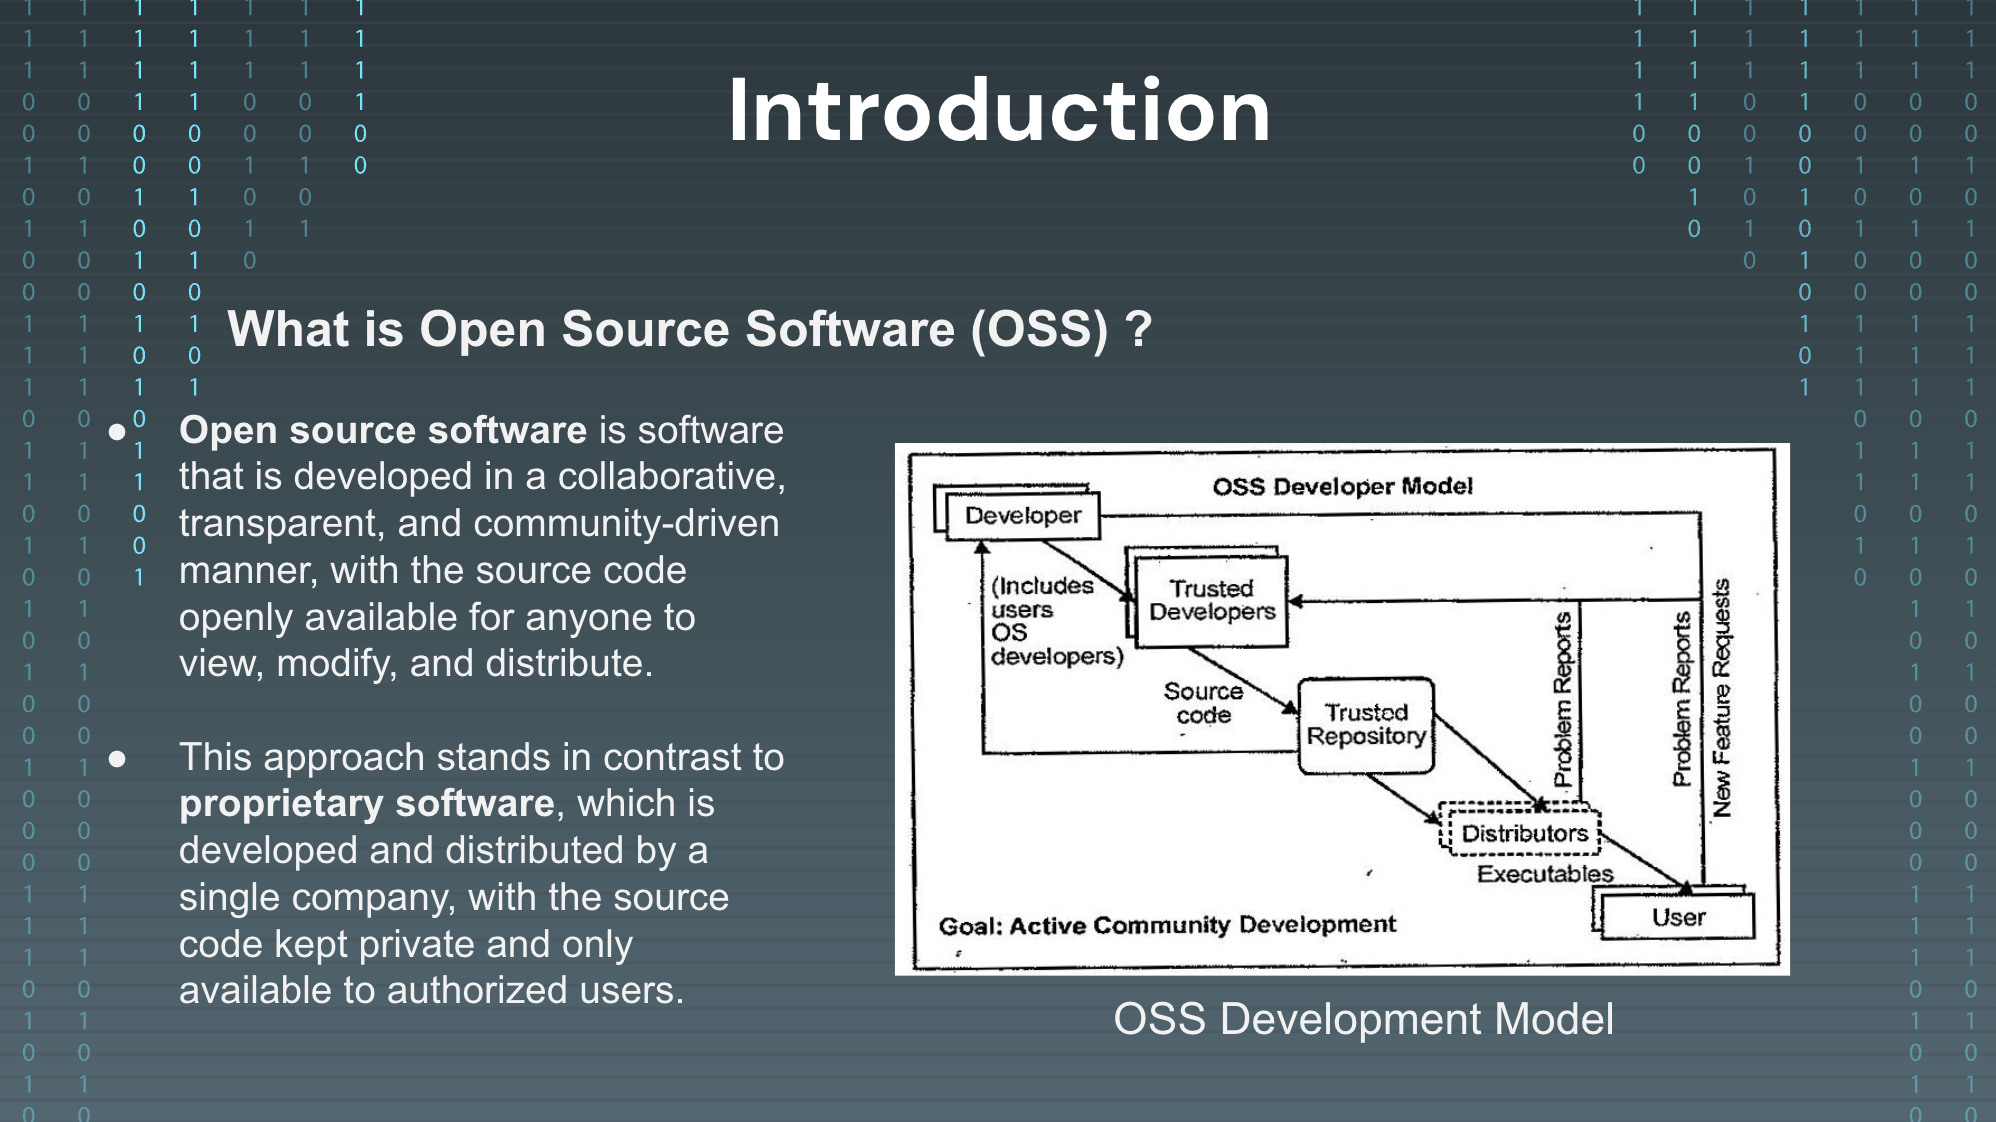 Introduction
What is Open Source Software (OSS) ?
● Open source software is software
that is developed in a collaborative,
transparent, and community-driven
manner, with the source code
openly available for anyone to
view, modify, and distribute.
● This approach stands in contrast to
proprietary software, which is
developed and distributed by a
single company, with the source
code kept private and only
available to authorized users.
OSS Developer Model
Developer
(Includes
users
OS
developers)
Trusted
Developers
Source
code
Trusted
Repository
Problem Reports
Problem Reports
New Feature Requests
Distributors
Executables
User
Goal: Active Community Development
OSS Development Model